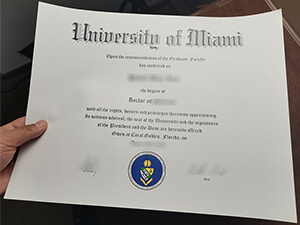 University of Miami
Upon the recommendation of the Graduate Faculty
has conferred on
the degree of
Doctor of
with all the rights, honors and privileges thereunto appertaining.
In witness whereof, the seal of the University and the signatures
of the President and the Dean are hereunto affixed.
Given at Coral Gables, Florida, on